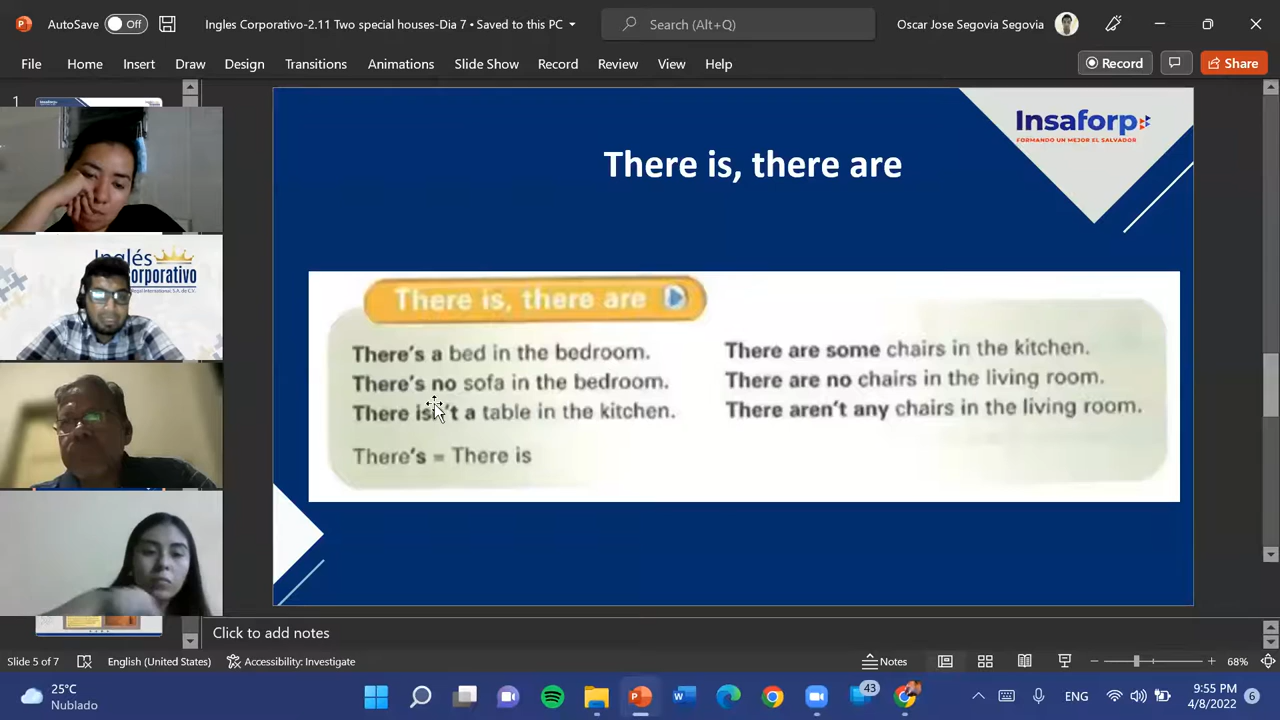 AutoSave Off Ingles Corporativo-2.11 Two special houses-Dia 7 • Saved to this PC Search (Alt+Q) Oscar Jose Segovia Segovia
File Home Insert Draw Design Transitions Animations Slide Show Record Review View Help Record Share
1
Insaforp
FORMANDO UN MEJOR EL SALVADOR
There is, there are
There is, there are
There's a bed in the bedroom.
There's no sofa in the bedroom.
There isn't a table in the kitchen.
There's = There is
There are some chairs in the kitchen.
There are no chairs in the living room.
There aren't any chairs in the living room.
Inglés
orporativo
Click to add notes
Slide 5 of 7 English (United States) Accessibility: Investigate Notes 68%
25°C
Nublado
43
ENG
9:55 PM
4/8/2022
6